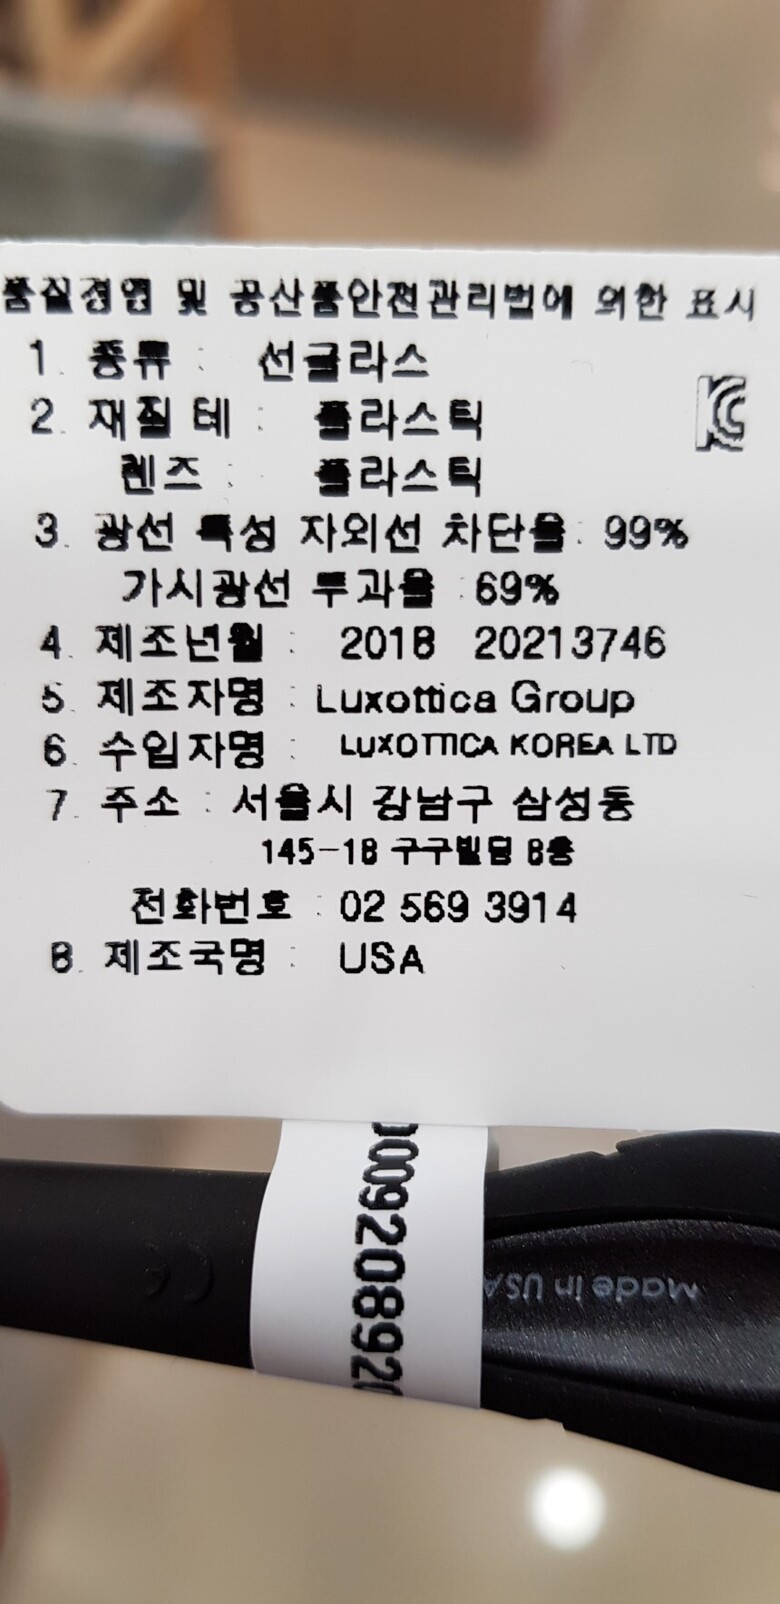 품질경영 및 공산품안전관리법에 의한 표시
1. 종류 : 선글라스
KC
2. 재질 테 : 플라스틱
렌즈 : 플라스틱
3. 광선 특성 자외선 차단율 : 99%
가시광선 투과율 : 69%
4. 제조년월 : 2018 20213746
5. 제조자명 : Luxottica Group
6. 수입자명 : LUXOTTICA KOREA LTD
7. 주소 : 서울시 강남구 삼성동
145-18 구구빌딩 8층
전화번호 : 02 569 3914
8. 제조국명 : USA
009208920
CE
Made in USA